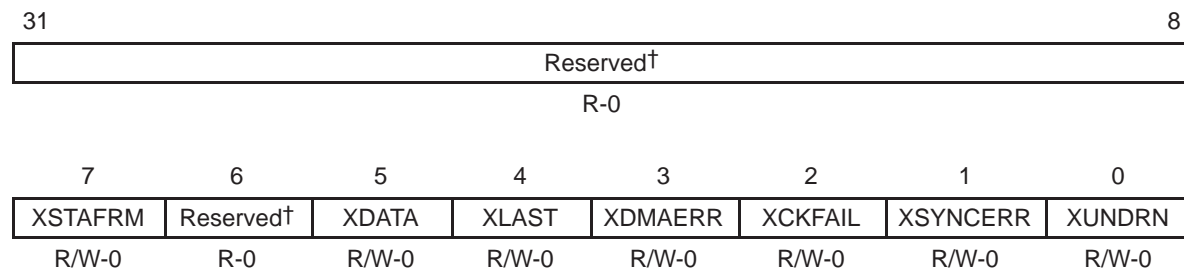 31 8
Reserved†
R-0
7 6 5 4 3 2 1 0
XSTAFRM Reserved† XDATA XLAST XDMAERR XCKFAIL XSYNCERR XUNDRN
R/W-0 R-0 R/W-0 R/W-0 R/W-0 R/W-0 R/W-0 R/W-0